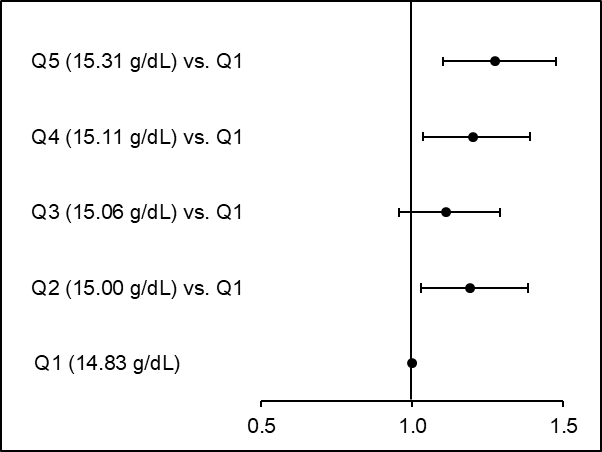 Q5 (15.31 g/dL) vs. Q1
Q4 (15.11 g/dL) vs. Q1
Q3 (15.06 g/dL) vs. Q1
Q2 (15.00 g/dL) vs. Q1
Q1 (14.83 g/dL)
0.5 1.0 1.5